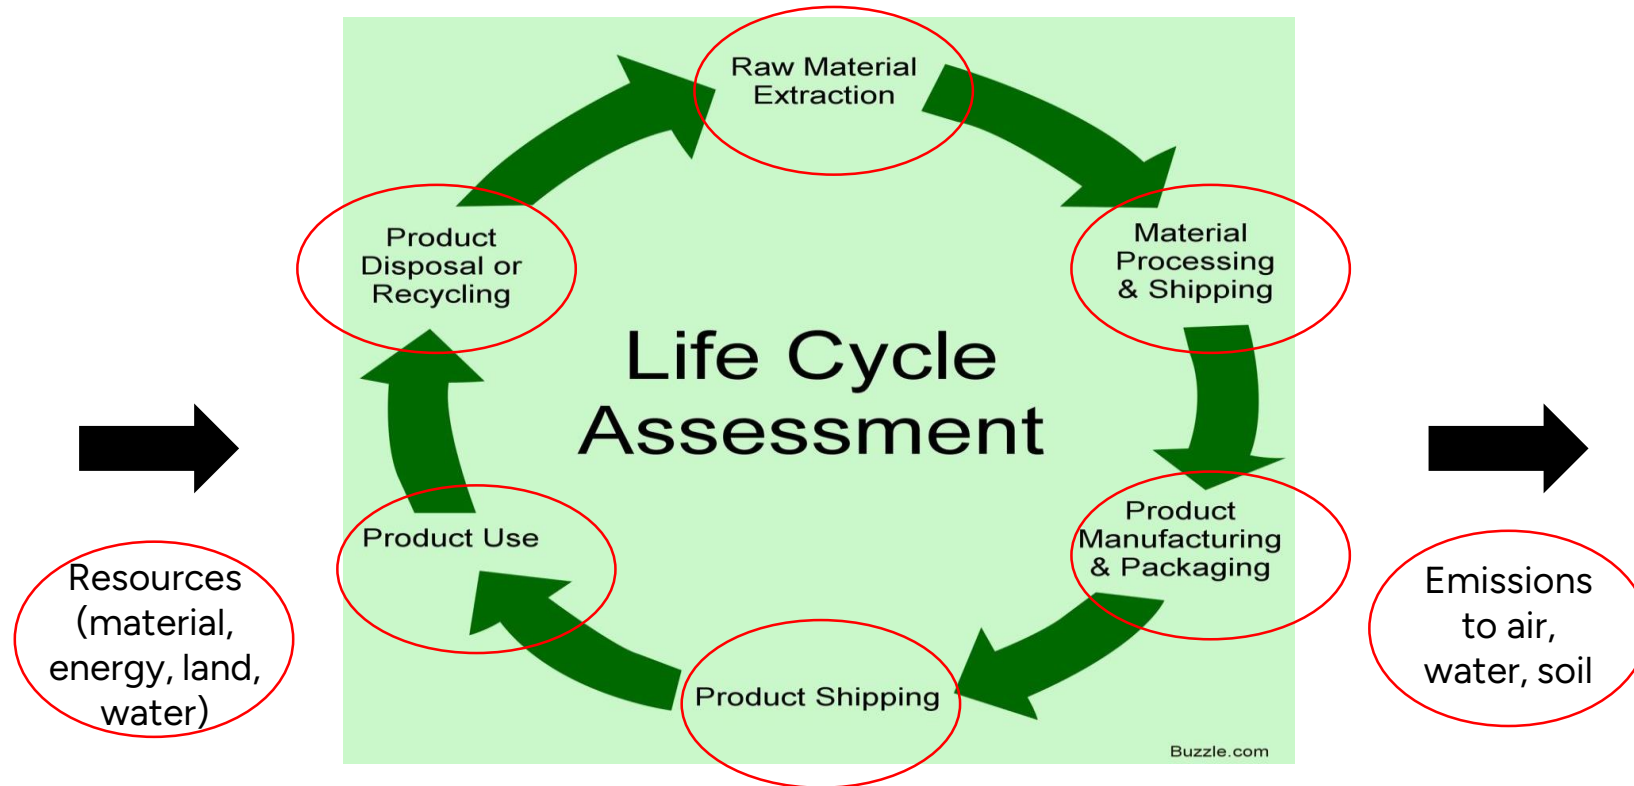 Raw Material
Extraction
Material
Processing
& Shipping
Product
Manufacturing
& Packaging
Product Shipping
Product Use
Product
Disposal or
Recycling
Life Cycle
Assessment
Resources
(material,
energy, land,
water)
Emissions
to air,
water, soil
Buzzle.com